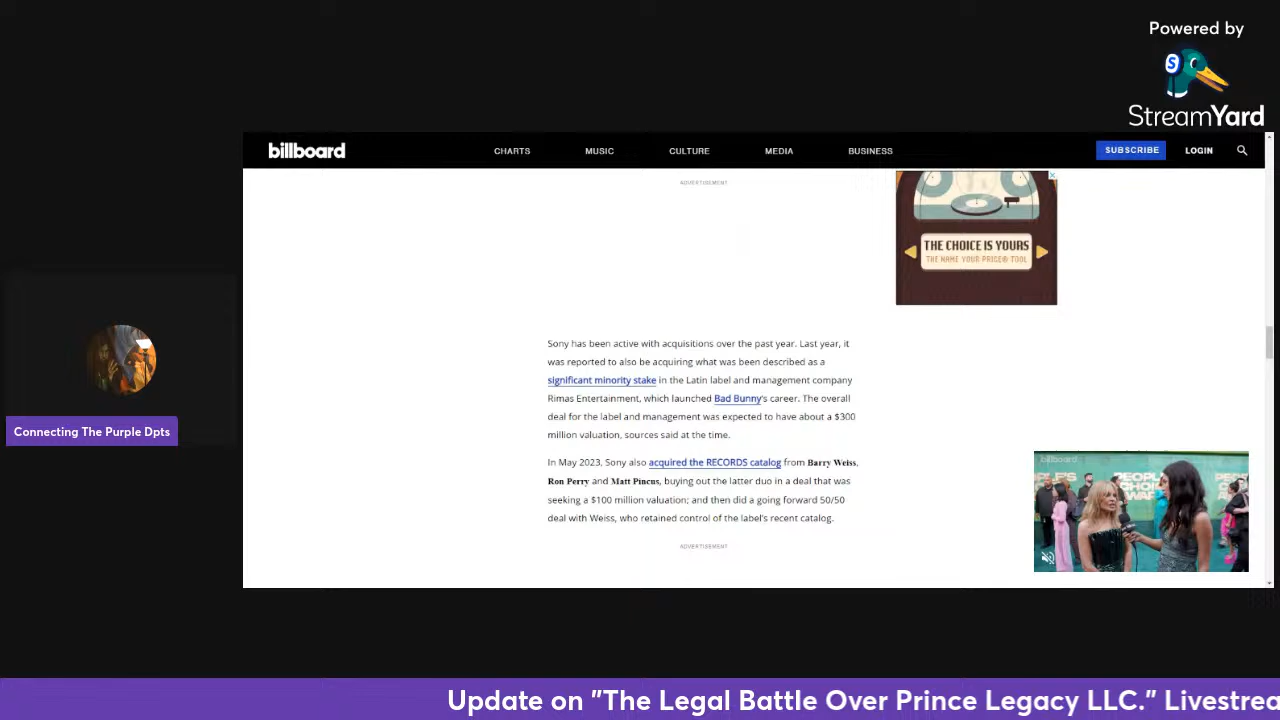 Powered by
StreamYard
billboard
CHARTS MUSIC CULTURE MEDIA BUSINESS SUBSCRIBE LOGIN
ADVERTISEMENT
THE CHOICE IS YOURS
THE NAME YOUR PRICE® TOOL
Sony has been active with acquisitions over the past year. Last year, it
was reported to also be acquiring what was been described as a
significant minority stake in the Latin label and management company
Rimas Entertainment, which launched Bad Bunny's career. The overall
deal for the label and management was expected to have about a $300
million valuation, sources said at the time.
In May 2023, Sony also acquired the RECORDS catalog from Barry Weiss,
Ron Perry and Matt Pincus, buying out the latter duo in a deal that was
seeking a $100 million valuation; and then did a going forward 50/50
deal with Weiss, who retained control of the label's recent catalog.
ADVERTISEMENT
billboard
Connecting The Purple Dpts
Update on "The Legal Battle Over Prince Legacy LLC." Livestrea